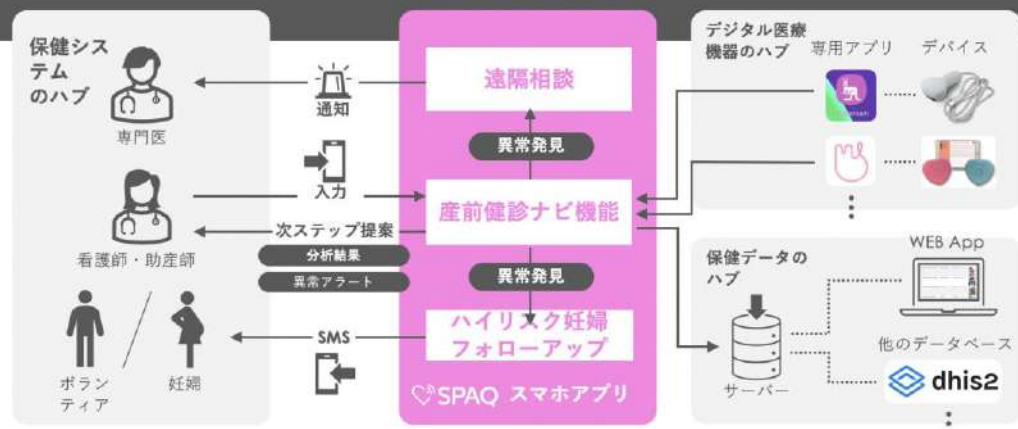 保健シス
テム
のハブ
専門医
看護師・助産師
ボラン
ティア
妊婦
通知
入力
次ステップ提案
分析結果
異常アラート
SMS
遠隔相談
異常発見
産前健診ナビ機能
異常発見
ハイリスク妊婦
フォローアップ
SPAQ スマホアプリ
デジタル医療
機器のハブ
専用アプリ
デバイス
保健データの
ハブ
WEB App
サーバー
他のデータベース
dhis2